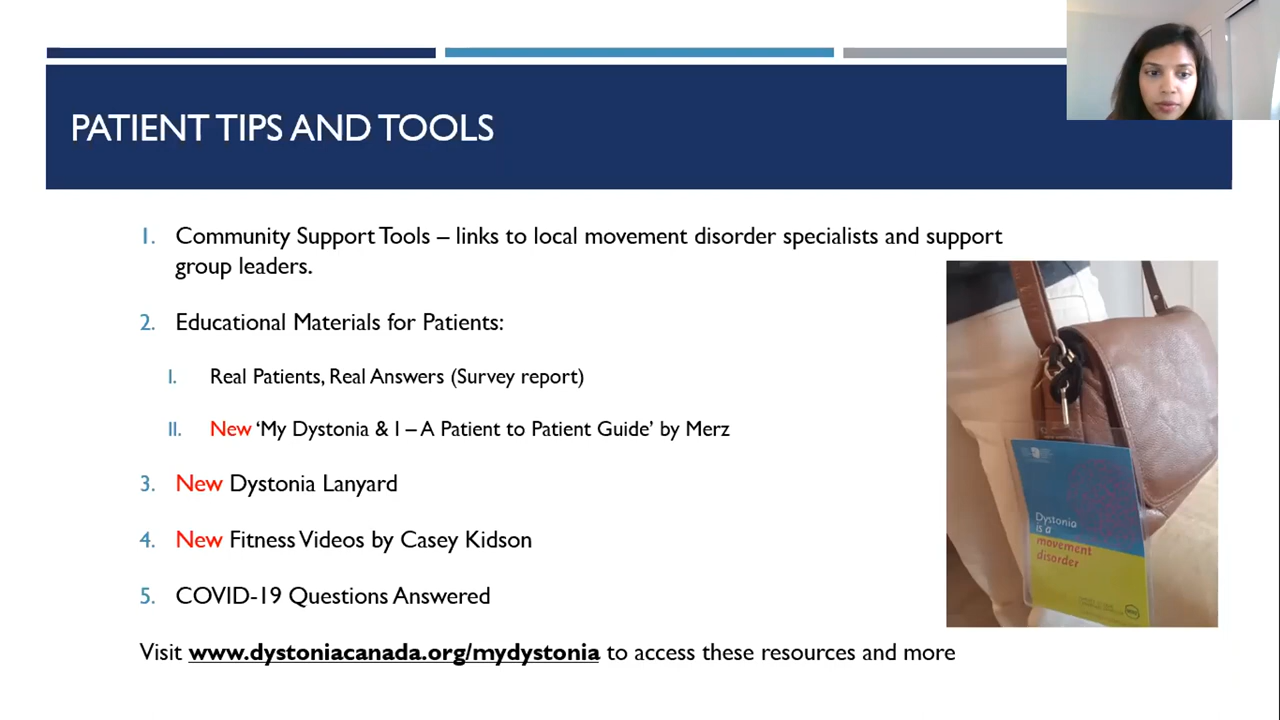 PATIENT TIPS AND TOOLS
1. Community Support Tools – links to local movement disorder specialists and support
group leaders.
2. Educational Materials for Patients:
I. Real Patients, Real Answers (Survey report)
II. New ‘My Dystonia & I – A Patient to Patient Guide’ by Merz
3. New Dystonia Lanyard
4. New Fitness Videos by Casey Kidson
5. COVID-19 Questions Answered
Visit www.dystoniacanada.org/mydystonia to access these resources and more
Dystonia
is a
movement
disorder